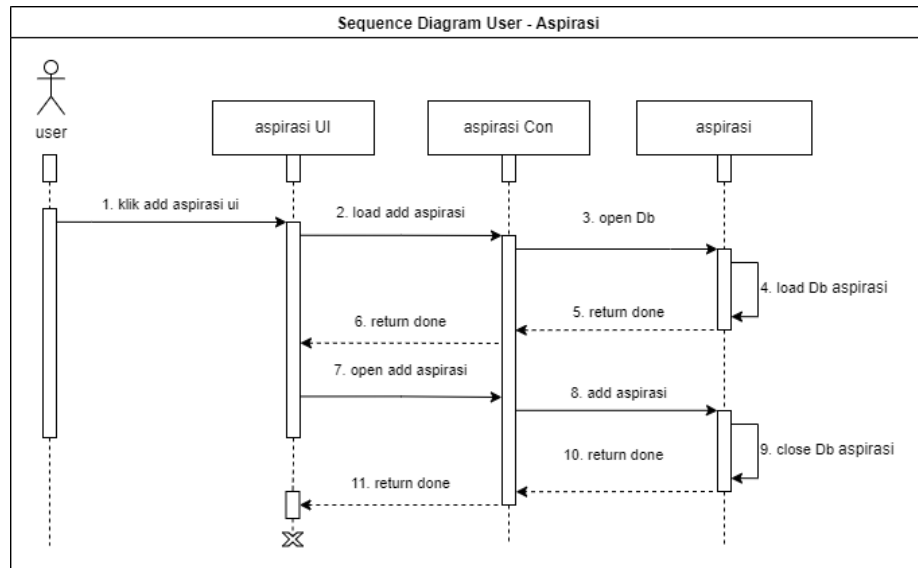 Sequence Diagram User - Aspirasi
user
aspirasi UI
aspirasi Con
aspirasi
1. klik add aspirasi ui
2. load add aspirasi
3. open Db
4. load Db aspirasi
5. return done
6. return done
7. open add aspirasi
8. add aspirasi
9. close Db aspirasi
10. return done
11. return done